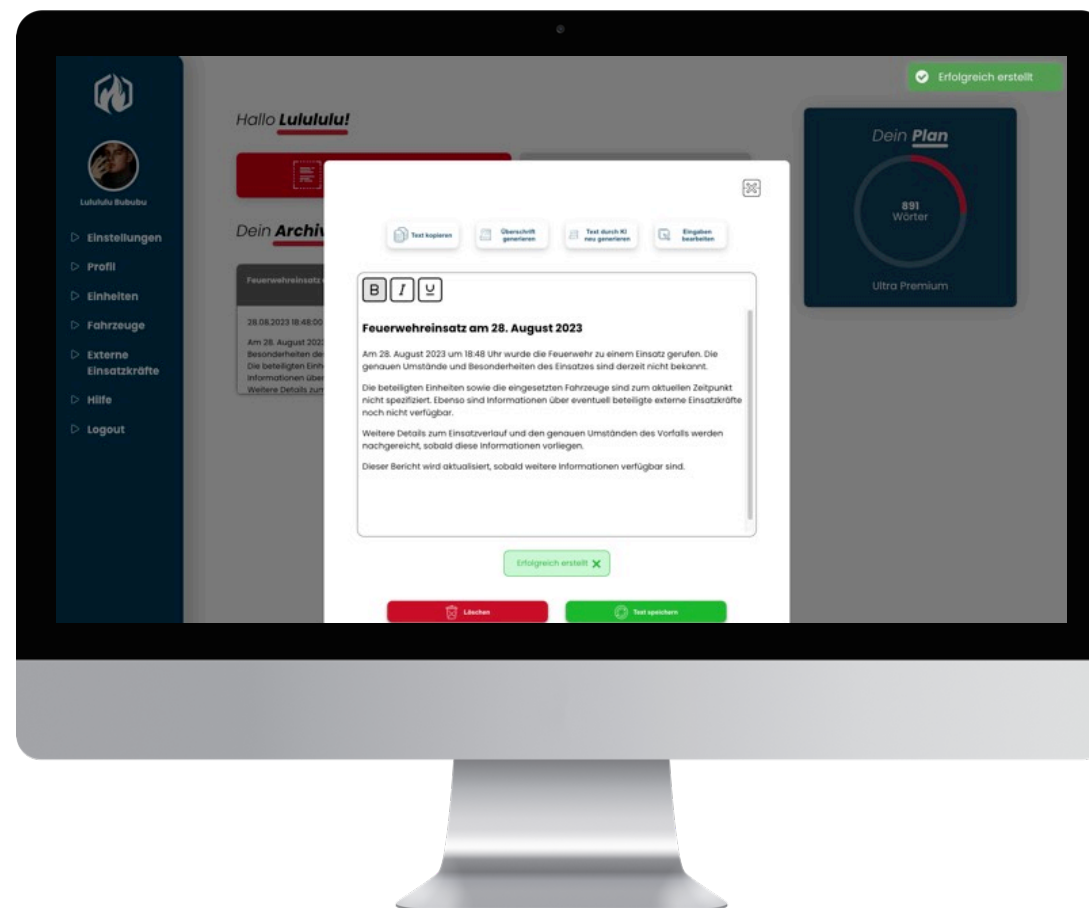 Erfolgreich erstellt
Hallo Lulululu!
Dein Plan
891
Wörter
Ultra Premium
Lulululu Bububu
Einstellungen
Profil
Einheiten
Fahrzeuge
Externe
Einsatzkräfte
Hilfe
Logout
Dein Archiv
Feuerwehreinsatz
28.08.2023 18:48:00
Am 28. August 202
Besonderheiten de
Die beteiligten Einh
Informationen über
Weitere Details zum
Text kopieren
Überschrift
generieren
Text durch KI
neu generieren
Eingaben
bearbeiten
B I U
Feuerwehreinsatz am 28. August 2023
Am 28. August 2023 um 18:48 Uhr wurde die Feuerwehr zu einem Einsatz gerufen. Die
genauen Umstände und Besonderheiten des Einsatzes sind derzeit nicht bekannt.
Die beteiligten Einheiten sowie die eingesetzten Fahrzeuge sind zum aktuellen Zeitpunkt
nicht spezifiziert. Ebenso sind Informationen über eventuell beteiligte externe Einsatzkräfte
noch nicht verfügbar.
Weitere Details zum Einsatzverlauf und den genauen Umständen des Vorfalls werden
nachgereicht, sobald diese Informationen vorliegen.
Dieser Bericht wird aktualisiert, sobald weitere Informationen verfügbar sind.
Erfolgreich erstellt
Löschen
Text speichern